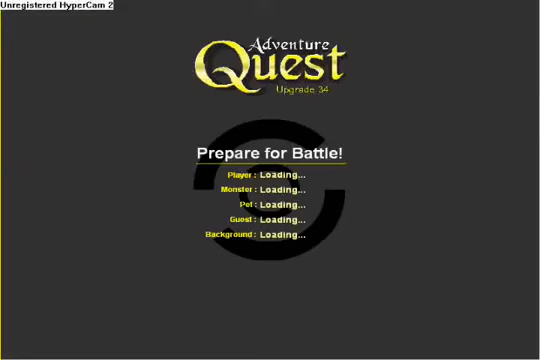 Unregistered HyperCam 2
Adventure
Quest
Upgrade 34
Prepare for Battle!
Player: Loading...
Monster: Loading...
Pet: Loading...
Guest: Loading...
Background: Loading...